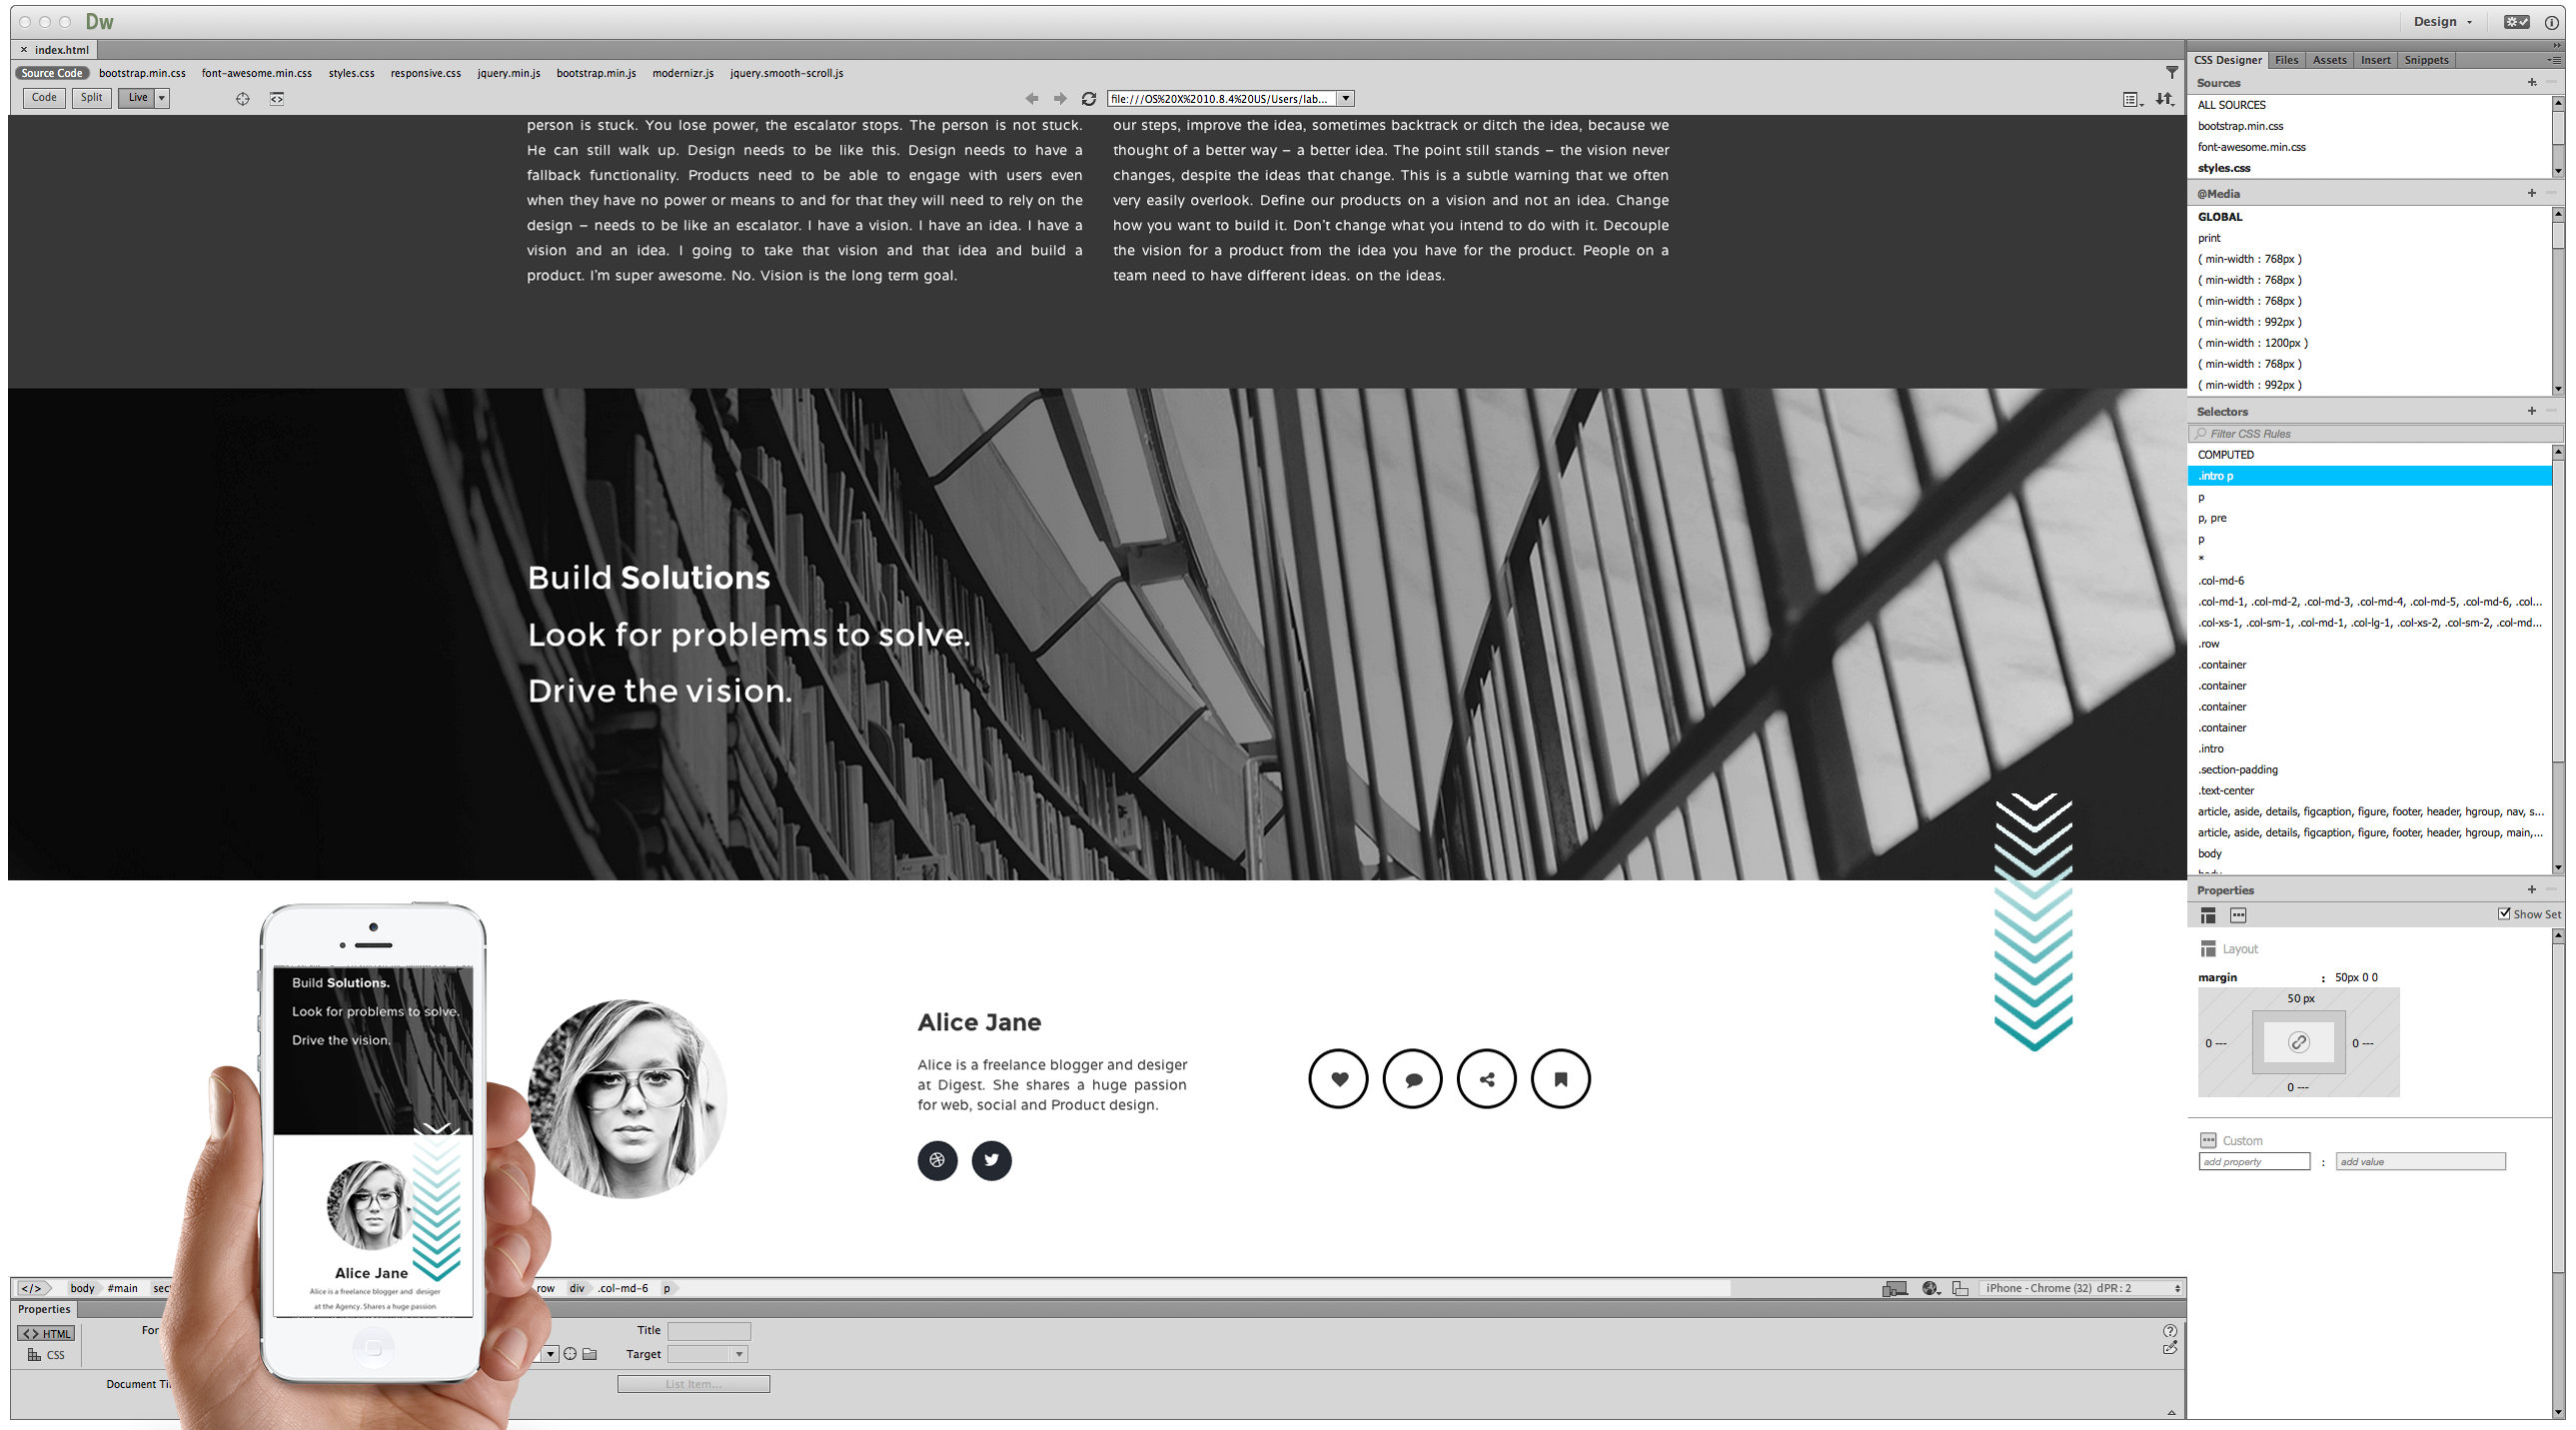 Dw
Design
index.html
Source Code bootstrap.min.css font-awesome.min.css styles.css responsive.css jquery.min.js bootstrap.min.js modernizr.js jquery.smooth-scroll.js
Code Split Live
file:///OS%20X%2010.8.4%20US/Users/lab...
person is stuck. You lose power, the escalator stops. The person is not stuck.
He can still walk up. Design needs to be like this. Design needs to have a
fallback functionality. Products need to be able to engage with users even
when they have no power or means to and for that they will need to rely on the
design – needs to be like an escalator. I have a vision. I have an idea. I have a
vision and an idea. I going to take that vision and that idea and build a
product. I'm super awesome. No. Vision is the long term goal.
our steps, improve the idea, sometimes backtrack or ditch the idea, because we
thought of a better way – a better idea. The point still stands – the vision never
changes, despite the ideas that change. This is a subtle warning that we often
very easily overlook. Define our products on a vision and not an idea. Change
how you want to build it. Don't change what you intend to do with it. Decouple
the vision for a product from the idea you have for the product. People on a
team need to have different ideas. on the ideas.
Build Solutions
Look for problems to solve.
Drive the vision.
Build Solutions.
Look for problems to solve.
Drive the vision.
Alice Jane
Alice is a freelance blogger and desiger
at the Agency. Shares a huge passion
Alice Jane
Alice is a freelance blogger and desiger
at Digest. She shares a huge passion
for web, social and Product design.
</> body #main sec row div .col-md-6 p
iPhone - Chrome (32) dPR: 2
Properties
<> HTML
CSS
For
Title
Target
Document Ti
List Item...
CSS Designer Files Assets Insert Snippets
Sources
ALL SOURCES
bootstrap.min.css
font-awesome.min.css
styles.css
@Media
GLOBAL
print
( min-width : 768px )
( min-width : 768px )
( min-width : 768px )
( min-width : 992px )
( min-width : 1200px )
( min-width : 768px )
( min-width : 992px )
Selectors
Filter CSS Rules
COMPUTED
.intro p
p
p, pre
p
*
.col-md-6
.col-md-1, .col-md-2, .col-md-3, .col-md-4, .col-md-5, .col-md-6, .col...
.col-xs-1, .col-sm-1, .col-md-1, .col-lg-1, .col-xs-2, .col-sm-2, .col-md...
.row
.container
.container
.container
.container
.intro
.section-padding
.text-center
article, aside, details, figcaption, figure, footer, header, hgroup, nav, s...
article, aside, details, figcaption, figure, footer, header, hgroup, main,...
body
Properties
Show Set
Layout
margin : 50px 0 0
50 px
0 --- 0 ---
0 ---
Custom
add property : add value